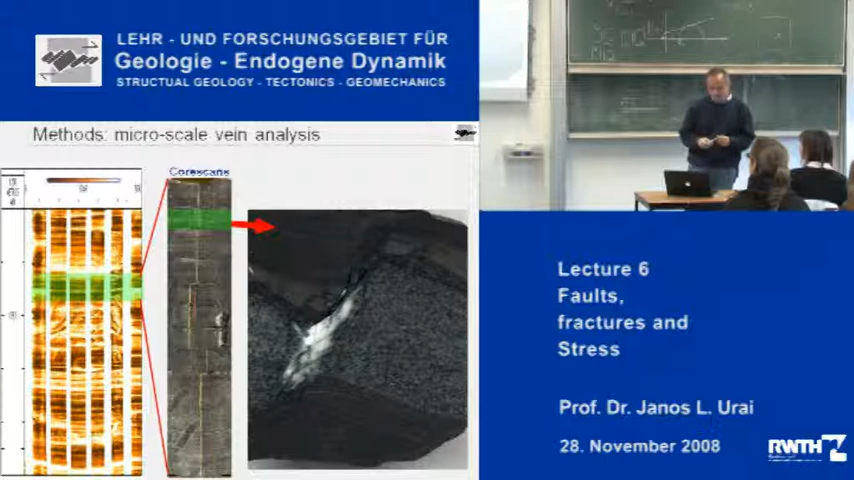 LEHR - UND FORSCHUNGSGEBIET FÜR
Geologie - Endogene Dynamik
STRUCTURAL GEOLOGY - TECTONICS - GEOMECHANICS
Methods: micro-scale vein analysis
Corescans
Lecture 6
Faults,
fractures and
Stress
Prof. Dr. Janos L. Urai
28. November 2008
RWTH